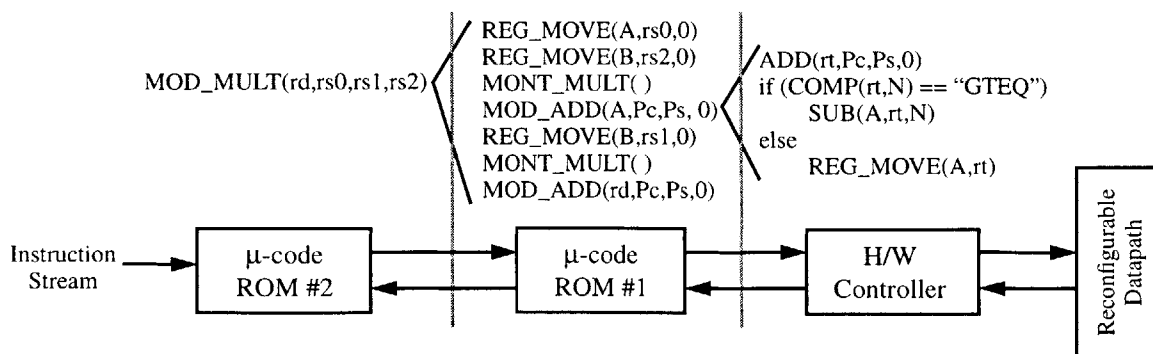 MOD_MULT(rd,rs0,rs1,rs2)
REG_MOVE(A,rs0,0)
REG_MOVE(B,rs2,0)
MONT_MULT( )
MOD_ADD(A,Pc,Ps, 0)
REG_MOVE(B,rs1,0)
MONT_MULT( )
MOD_ADD(rd,Pc,Ps,0)
ADD(rt,Pc,Ps,0)
if (COMP(rt,N) == “GTEQ”)
SUB(A,rt,N)
else
REG_MOVE(A,rt)
Instruction
Stream
μ-code
ROM #2
μ-code
ROM #1
H/W
Controller
Reconfigurable
Datapath